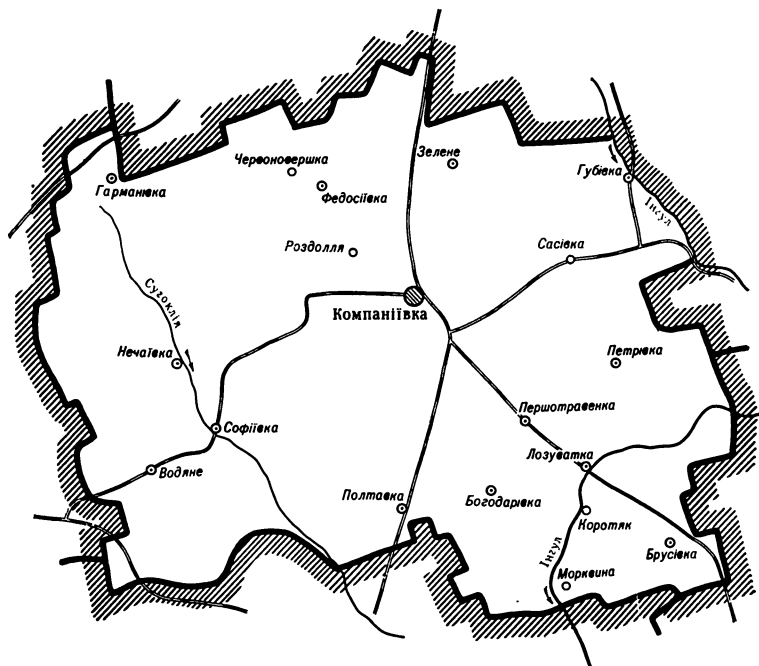 Зелене
Червоновершка
Губівка
Гарманівка
Федосіївка
Інгул
Роздолля
Сасівка
Сугоклія
Компаніївка
Нечаївка
Петрівка
Першотравенка
Софіївка
Лозуватка
Водяне
Полтавка
Богодарівка
Коротяк
Інгул
Брусівка
Морквина